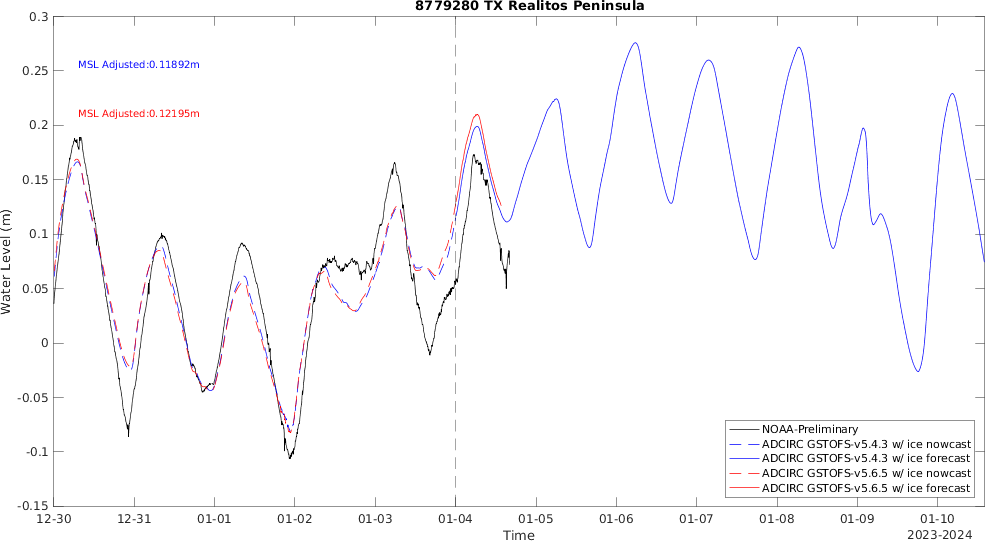 8779280 TX Realitos Peninsula
MSL Adjusted:0.11892m
MSL Adjusted:0.12195m
Water Level (m)
0.3
0.25
0.2
0.15
0.1
0.05
0
-0.05
-0.1
-0.15
12-30 12-31 01-01 01-02 01-03 01-04 01-05 01-06 01-07 01-08 01-09 01-10
Time
2023-2024
NOAA-Preliminary
ADCIRC GSTOFS-v5.4.3 w/ ice nowcast
ADCIRC GSTOFS-v5.4.3 w/ ice forecast
ADCIRC GSTOFS-v5.6.5 w/ ice nowcast
ADCIRC GSTOFS-v5.6.5 w/ ice forecast